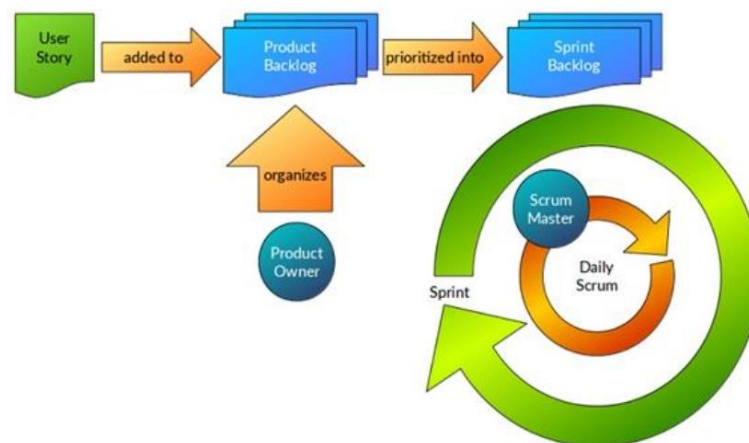 User
Story
added to
Product
Backlog
prioritized into
Sprint
Backlog
organizes
Product
Owner
Scrum
Master
Daily
Scrum
Sprint